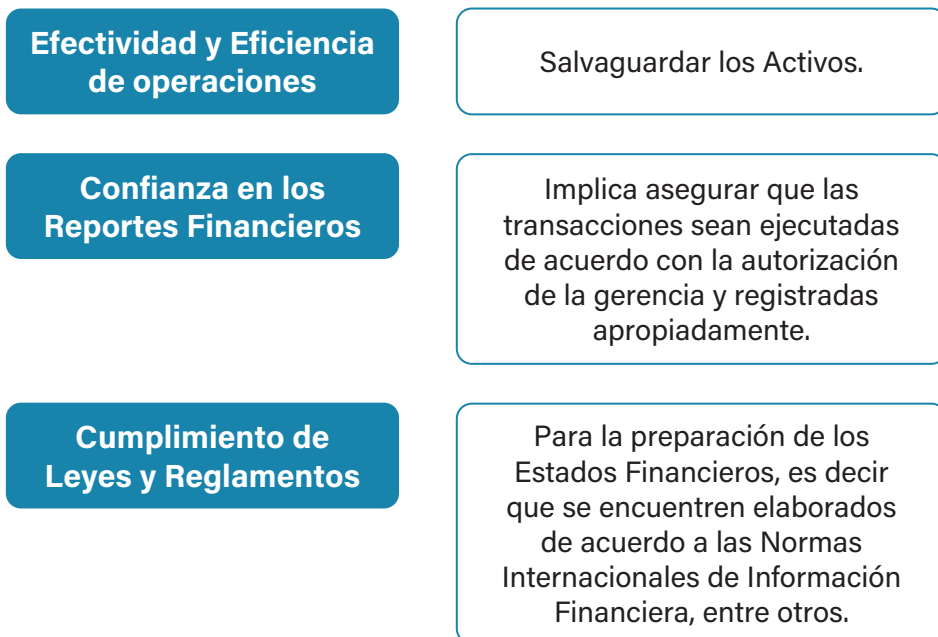 Efectividad y Eficiencia
de operaciones
Salvaguardar los Activos.
Confianza en los
Reportes Financieros
Implica asegurar que las
transacciones sean ejecutadas
de acuerdo con la autorización
de la gerencia y registradas
apropiadamente.
Cumplimiento de
Leyes y Reglamentos
Para la preparación de los
Estados Financieros, es decir
que se encuentren elaborados
de acuerdo a las Normas
Internacionales de Información
Financiera, entre otros.